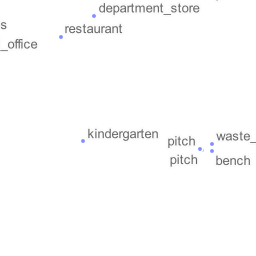 department_store
s
restaurant
_office
kindergarten
pitch
waste_
pitch
bench